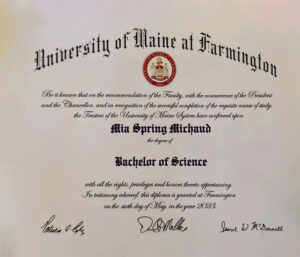 University of Maine at Farmington
Be it known that on the recommendation of the Faculty, with the concurrence of the President
and the Chancellor, and in recognition of the successful completion of the requisite course of study,
the Trustees of the University of Maine System have conferred upon
Mia Spring Michaud
the degree of
Bachelor of Science
with all the rights, privileges and honors thereto appertaining.
In testimony whereof, this diploma is granted at Farmington
on the sixth day of May, in the year 2023.